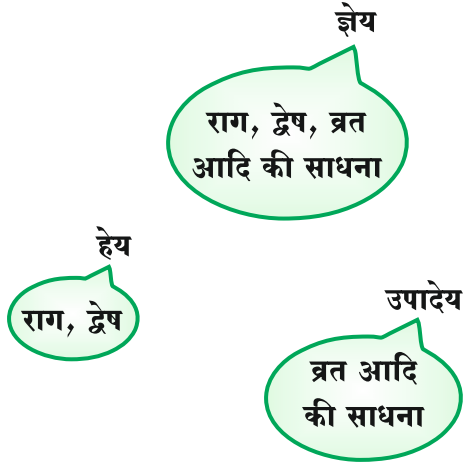 ज्ञेय
राग, द्वेष, व्रत
आदि की साधना
हेय
राग, द्वेष
उपादेय
व्रत आदि
की साधना